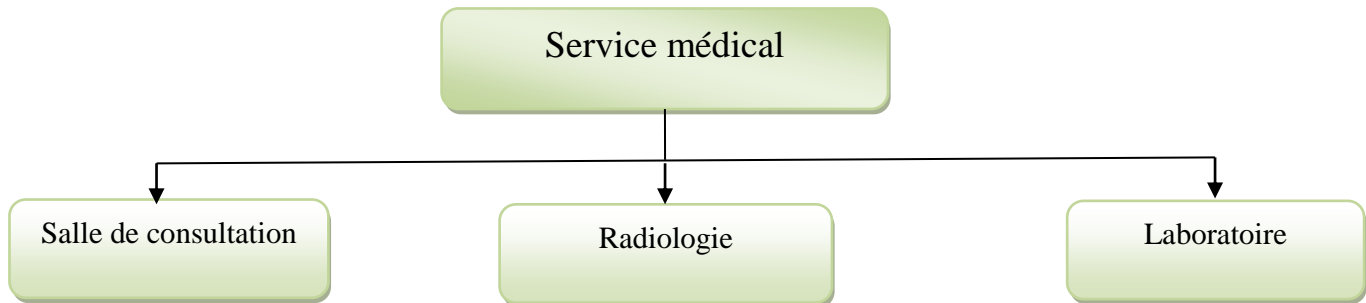 Service médical
Salle de consultation
Radiologie
Laboratoire